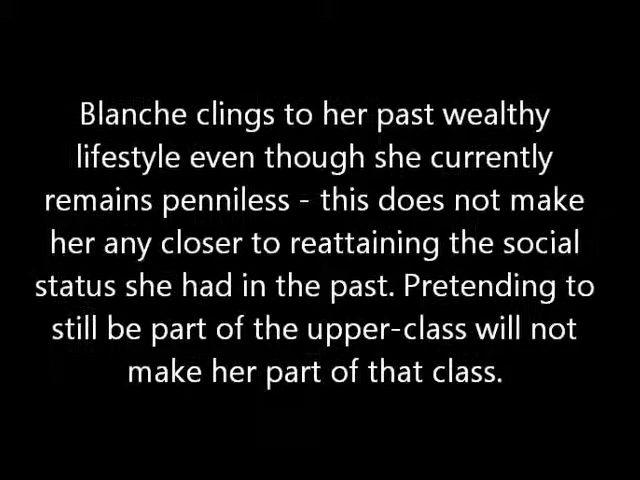 Blanche clings to her past wealthy
lifestyle even though she currently
remains penniless - this does not make
her any closer to reattaining the social
status she had in the past. Pretending to
still be part of the upper-class will not
make her part of that class.